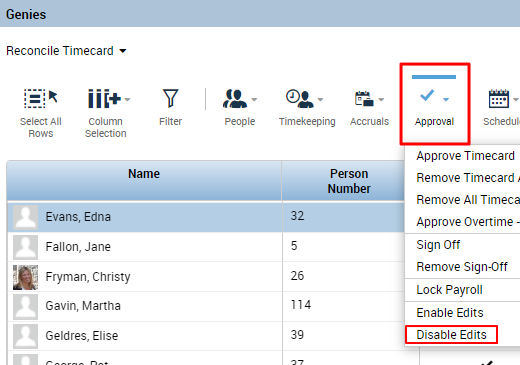 Genies
Reconcile Timecard
Select All
Rows
Column
Selection
Filter
People
Timekeeping
Accruals
Approval
Schedul
Name
Person
Number
Evans, Edna 32
Fallon, Jane 5
Fryman, Christy 26
Gavin, Martha 114
Geldres, Elise 39
George, Pat 37
Approve Timecard
Remove Timecard A
Remove All Timeca
Approve Overtime -
Sign Off
Remove Sign-Off
Lock Payroll
Enable Edits
Disable Edits